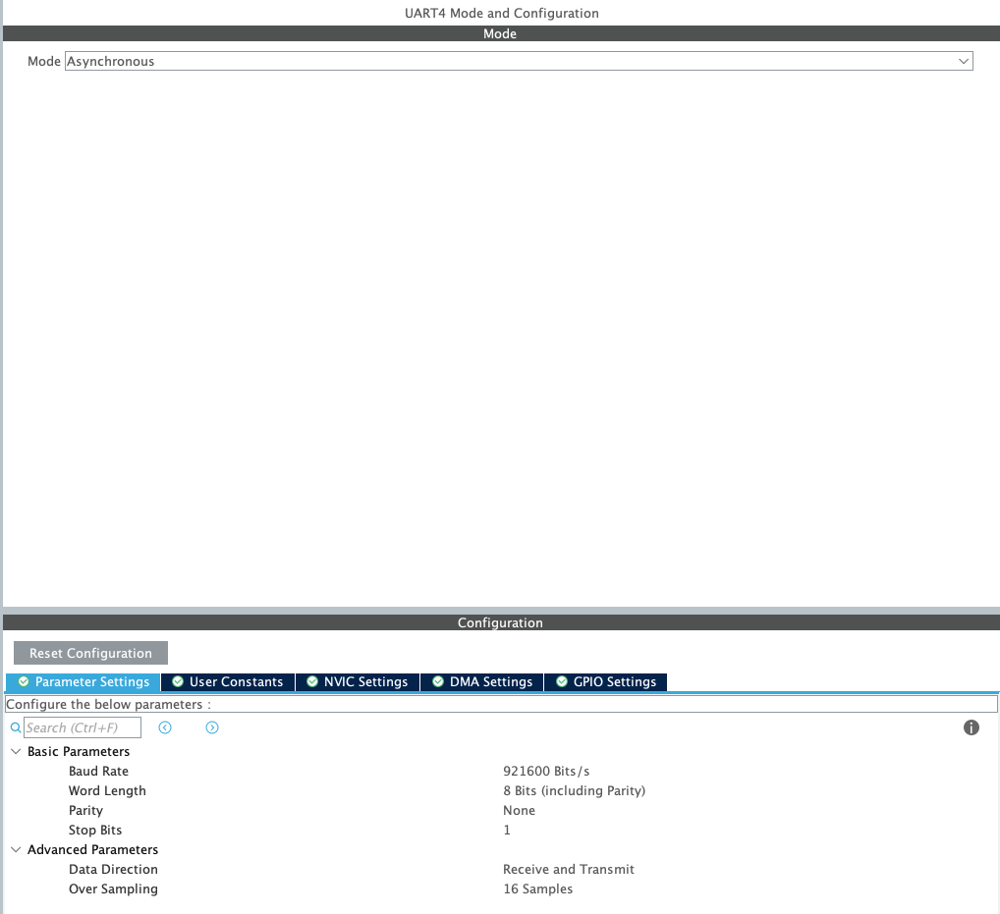 UART4 Mode and Configuration
Mode
Mode Asynchronous
Configuration
Reset Configuration
Parameter Settings User Constants NVIC Settings DMA Settings GPIO Settings
Configure the below parameters :
Search (Ctrl+F)
Basic Parameters
Baud Rate 921600 Bits/s
Word Length 8 Bits (including Parity)
Parity None
Stop Bits 1
Advanced Parameters
Data Direction Receive and Transmit
Over Sampling 16 Samples